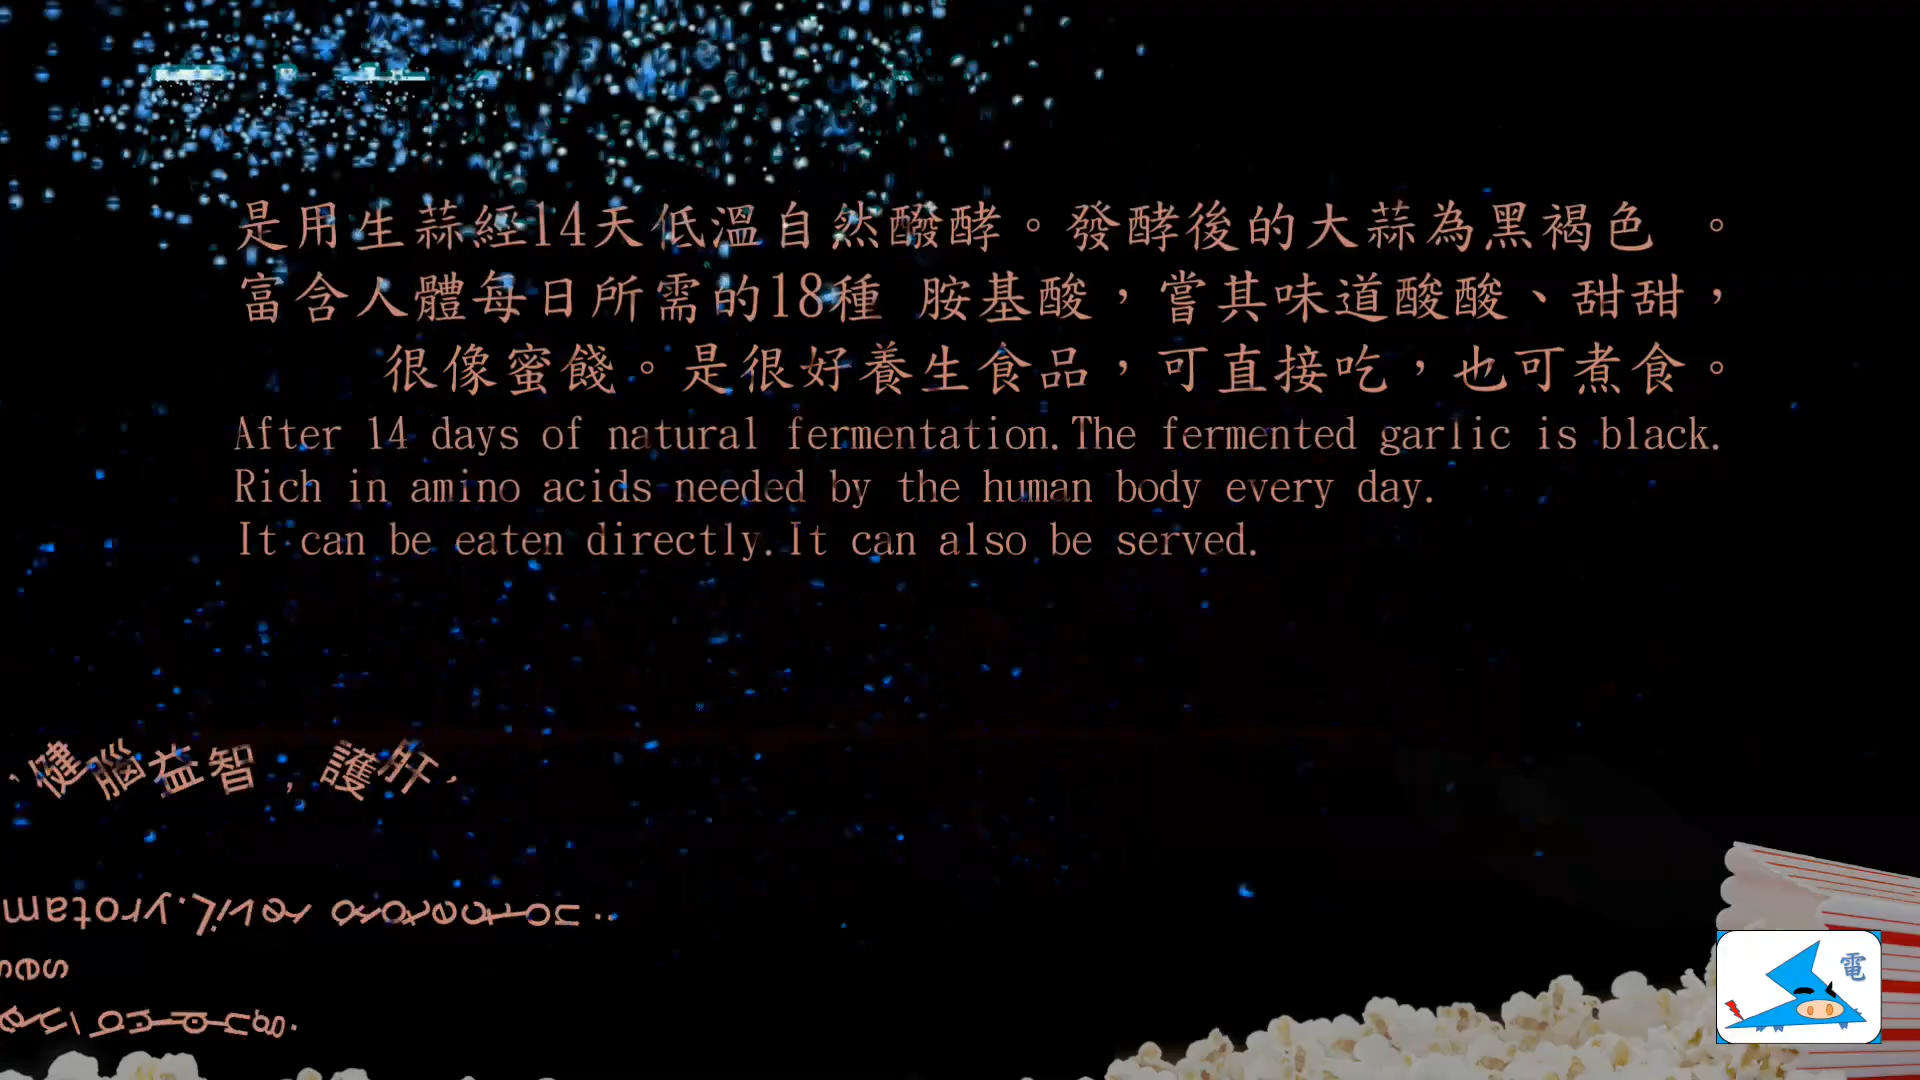 是用生蒜經14天低溫自然醱酵。發酵後的大蒜為黑褐色 。
富含人體每日所需的18種 胺基酸，嘗其味道酸酸、甜甜，
很像蜜餞。是很好養生食品，可直接吃，也可煮食。
After 14 days of natural fermentation.The fermented garlic is black.
Rich in amino acids needed by the human body every day.
It can be eaten directly.It can also be served.
，健腦益智，護肝，
電